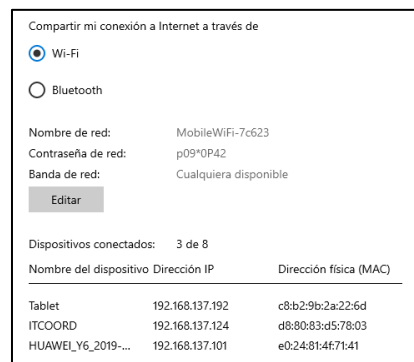 Compartir mi conexión a Internet a través de
Wi-Fi
Bluetooth
Nombre de red: MobileWiFi-7c623
Contraseña de red: p09*0P42
Banda de red: Cualquiera disponible
Editar
Dispositivos conectados: 3 de 8
Nombre del dispositivo Dirección IP Dirección física (MAC)
Tablet 192.168.137.192 c8:b2:9b:2a:22:6d
ITCOORD 192.168.137.124 d8:80:83:d5:78:03
HUAWEI_Y6_2019-... 192.168.137.101 e0:24:81:4f:71:41